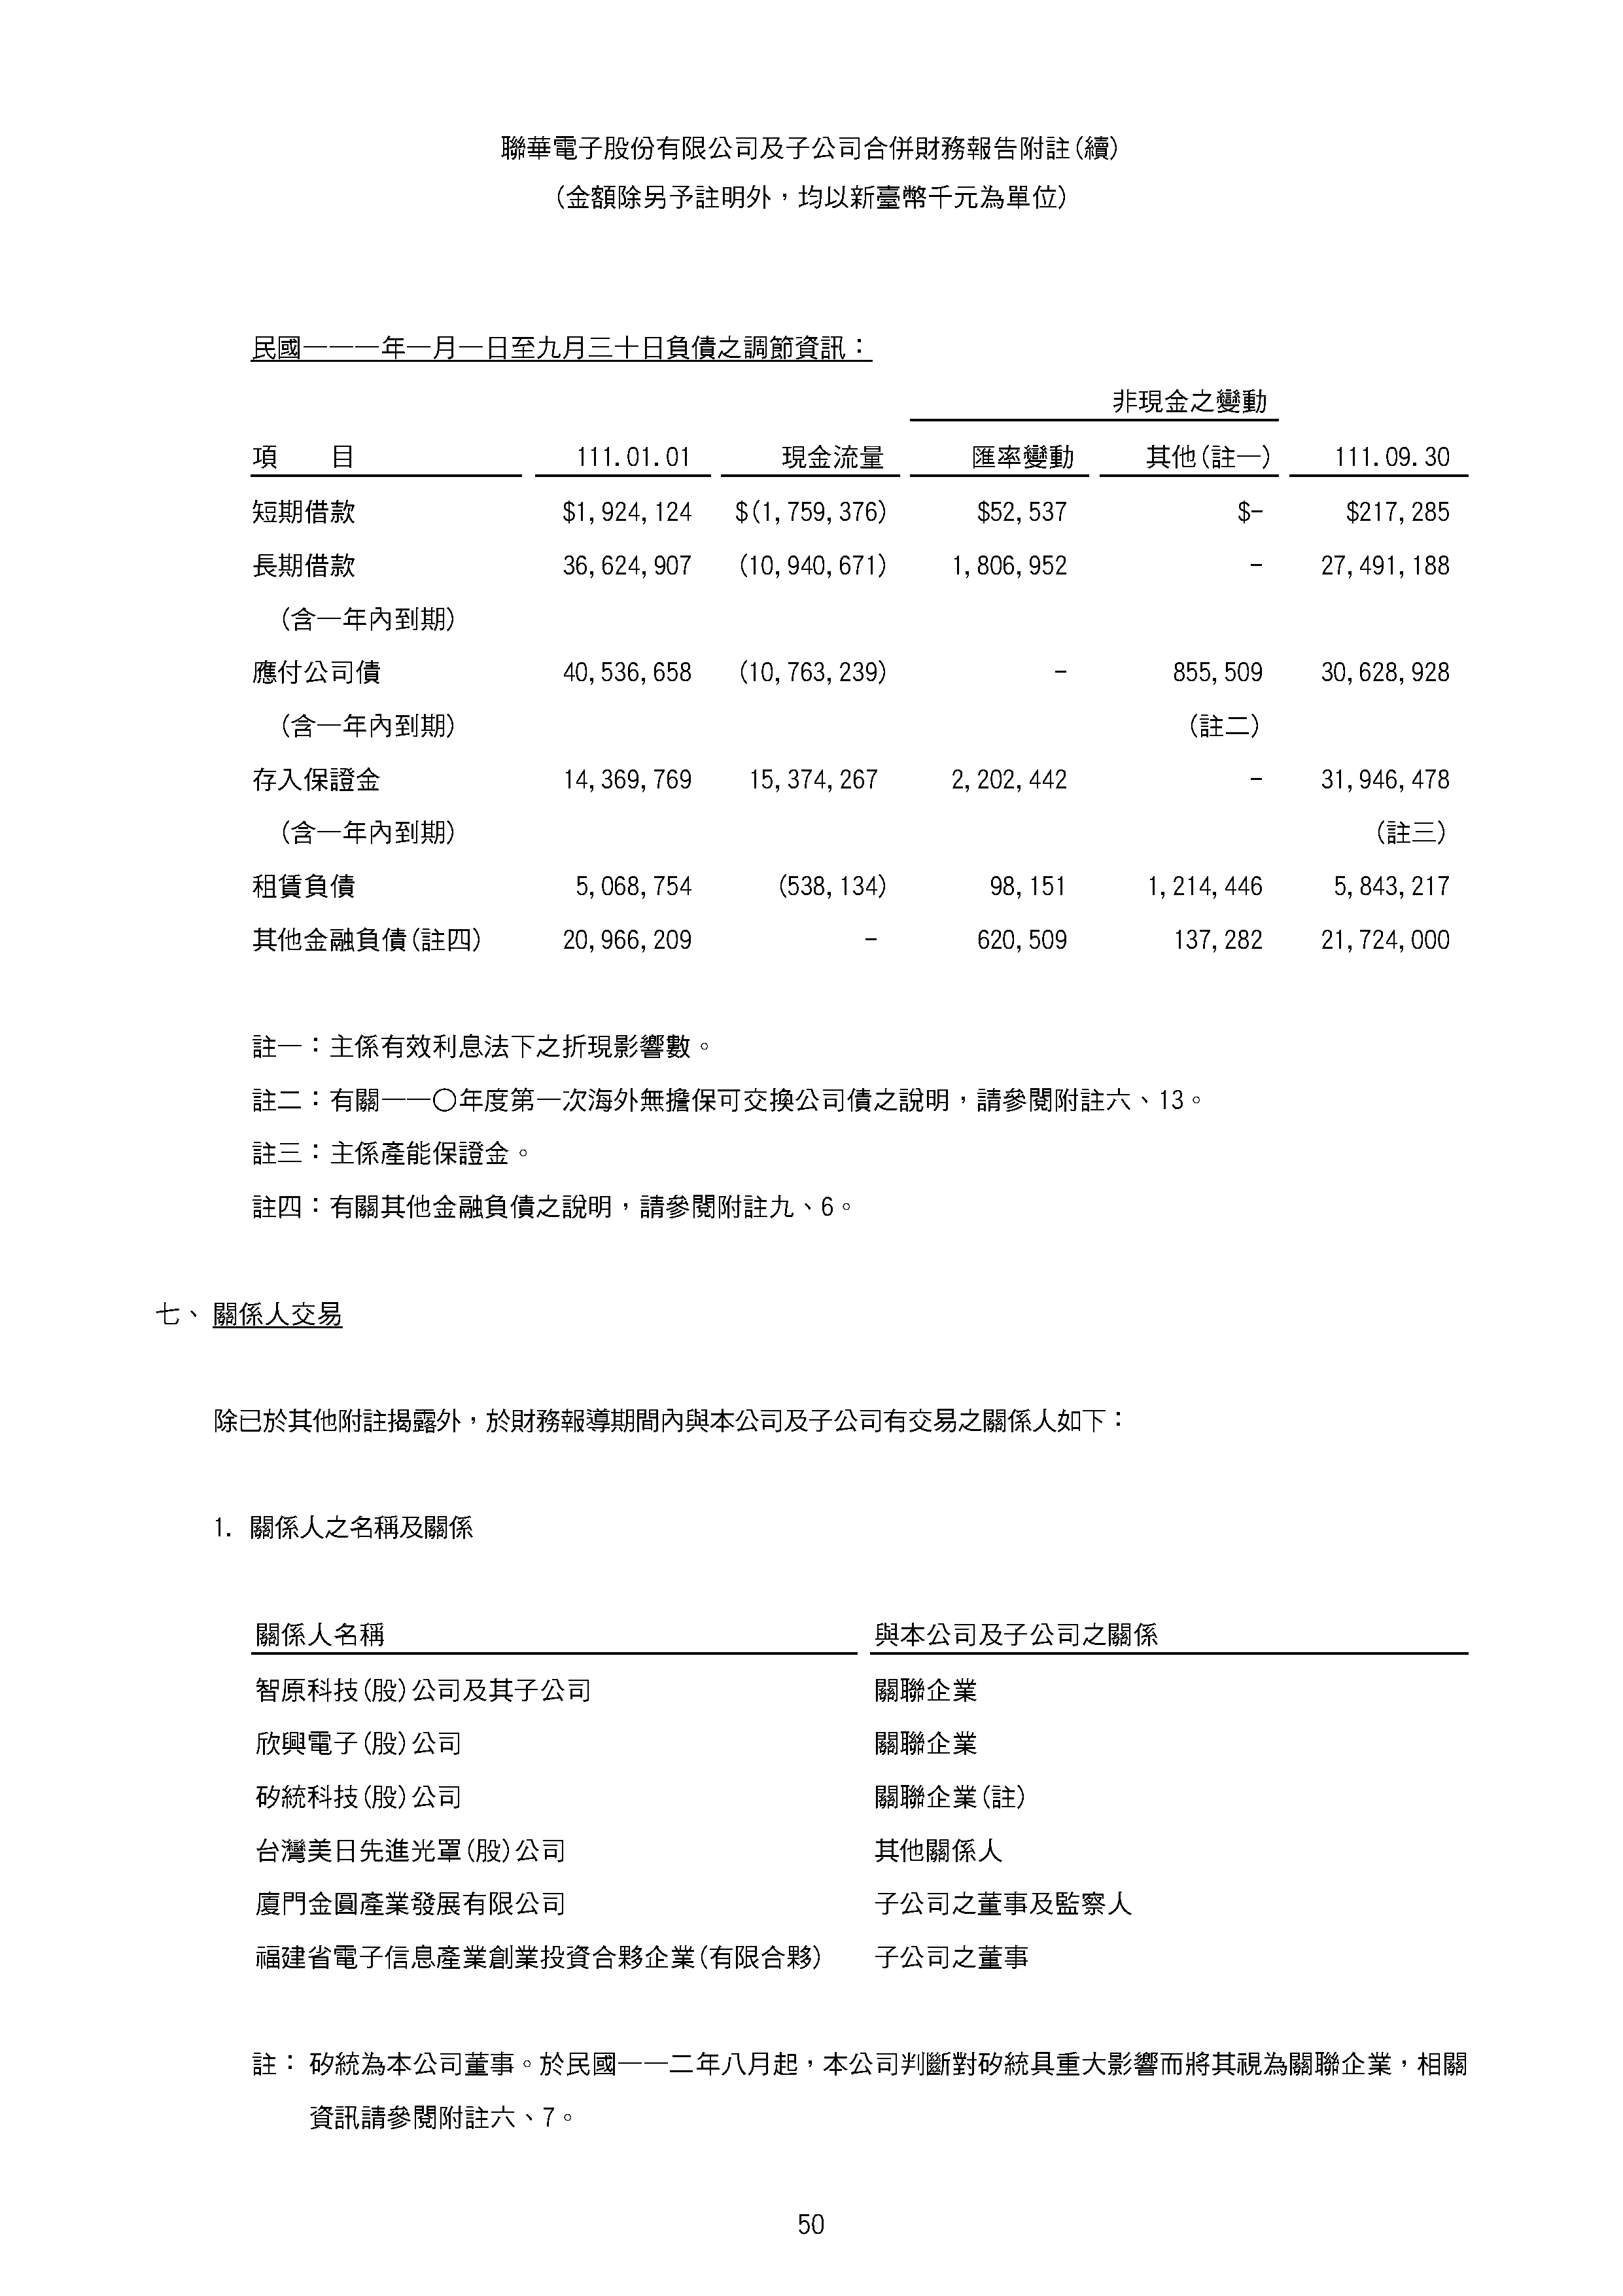 聯華電子股份有限公司及子公司合併財務報告附註(續)
(金額除另予註明外，均以新臺幣千元為單位)
民國一一一年一月一日至九月三十日負債之調節資訊：
非現金之變動
項　　目 111.01.01 現金流量 匯率變動 其他(註一) 111.09.30
短期借款 $1,924,124 $(1,759,376) $52,537 $- $217,285
長期借款 36,624,907 (10,940,671) 1,806,952 - 27,491,188
(含一年內到期)
應付公司債 40,536,658 (10,763,239) - 855,509 30,628,928
(含一年內到期) (註二)
存入保證金 14,369,769 15,374,267 2,202,442 - 31,946,478
(含一年內到期) (註三)
租賃負債 5,068,754 (538,134) 98,151 1,214,446 5,843,217
其他金融負債(註四) 20,966,209 - 620,509 137,282 21,724,000
註一：主係有效利息法下之折現影響數。
註二：有關一一〇年度第一次海外無擔保可交換公司債之說明，請參閱附註六、13。
註三：主係產能保證金。
註四：有關其他金融負債之說明，請參閱附註九、6。
七、關係人交易
除已於其他附註揭露外，於財務報導期間內與本公司及子公司有交易之關係人如下：
1. 關係人之名稱及關係
關係人名稱 與本公司及子公司之關係
智原科技(股)公司及其子公司 關聯企業
欣興電子(股)公司 關聯企業
矽統科技(股)公司 關聯企業(註)
台灣美日先進光罩(股)公司 其他關係人
廈門金圓產業發展有限公司 子公司之董事及監察人
福建省電子信息產業創業投資合夥企業(有限合夥) 子公司之董事
註： 矽統為本公司董事。於民國一一二年八月起，本公司判斷對矽統具重大影響而將其視為關聯企業，相關
資訊請參閱附註六、7。
50